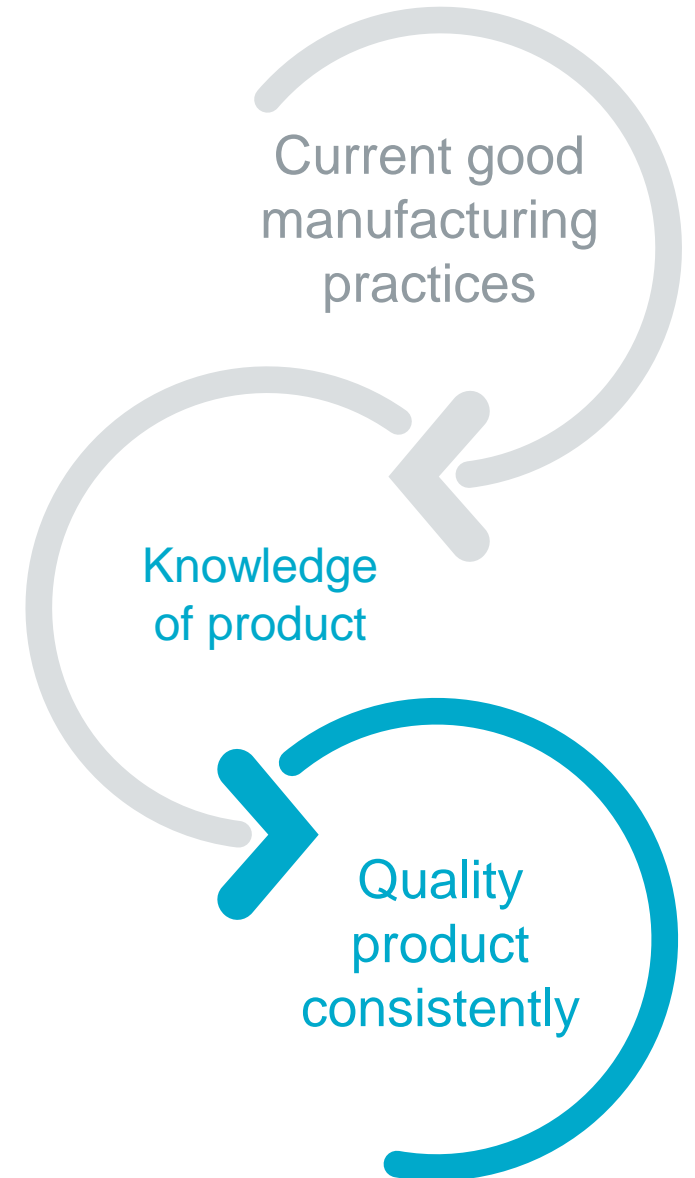 Current good
manufacturing
practices
Knowledge
of product
Quality
product
consistently